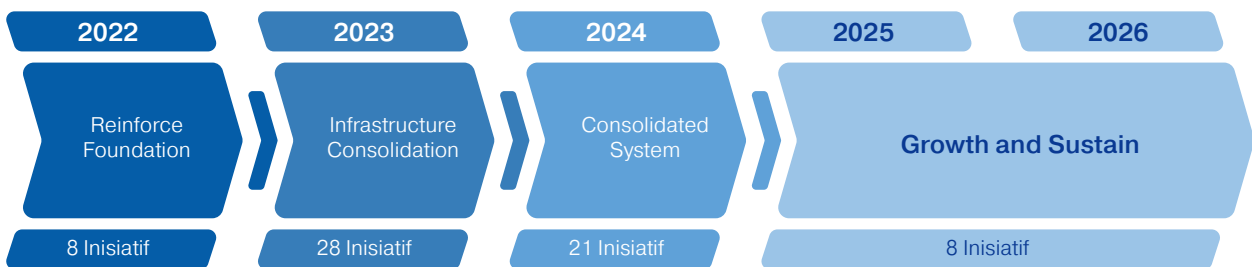 2022
2023
2024
2025
2026
Reinforce
Foundation
Infrastructure
Consolidation
Consolidated
System
Growth and Sustain
8 Inisiatif
28 Inisiatif
21 Inisiatif
8 Inisiatif